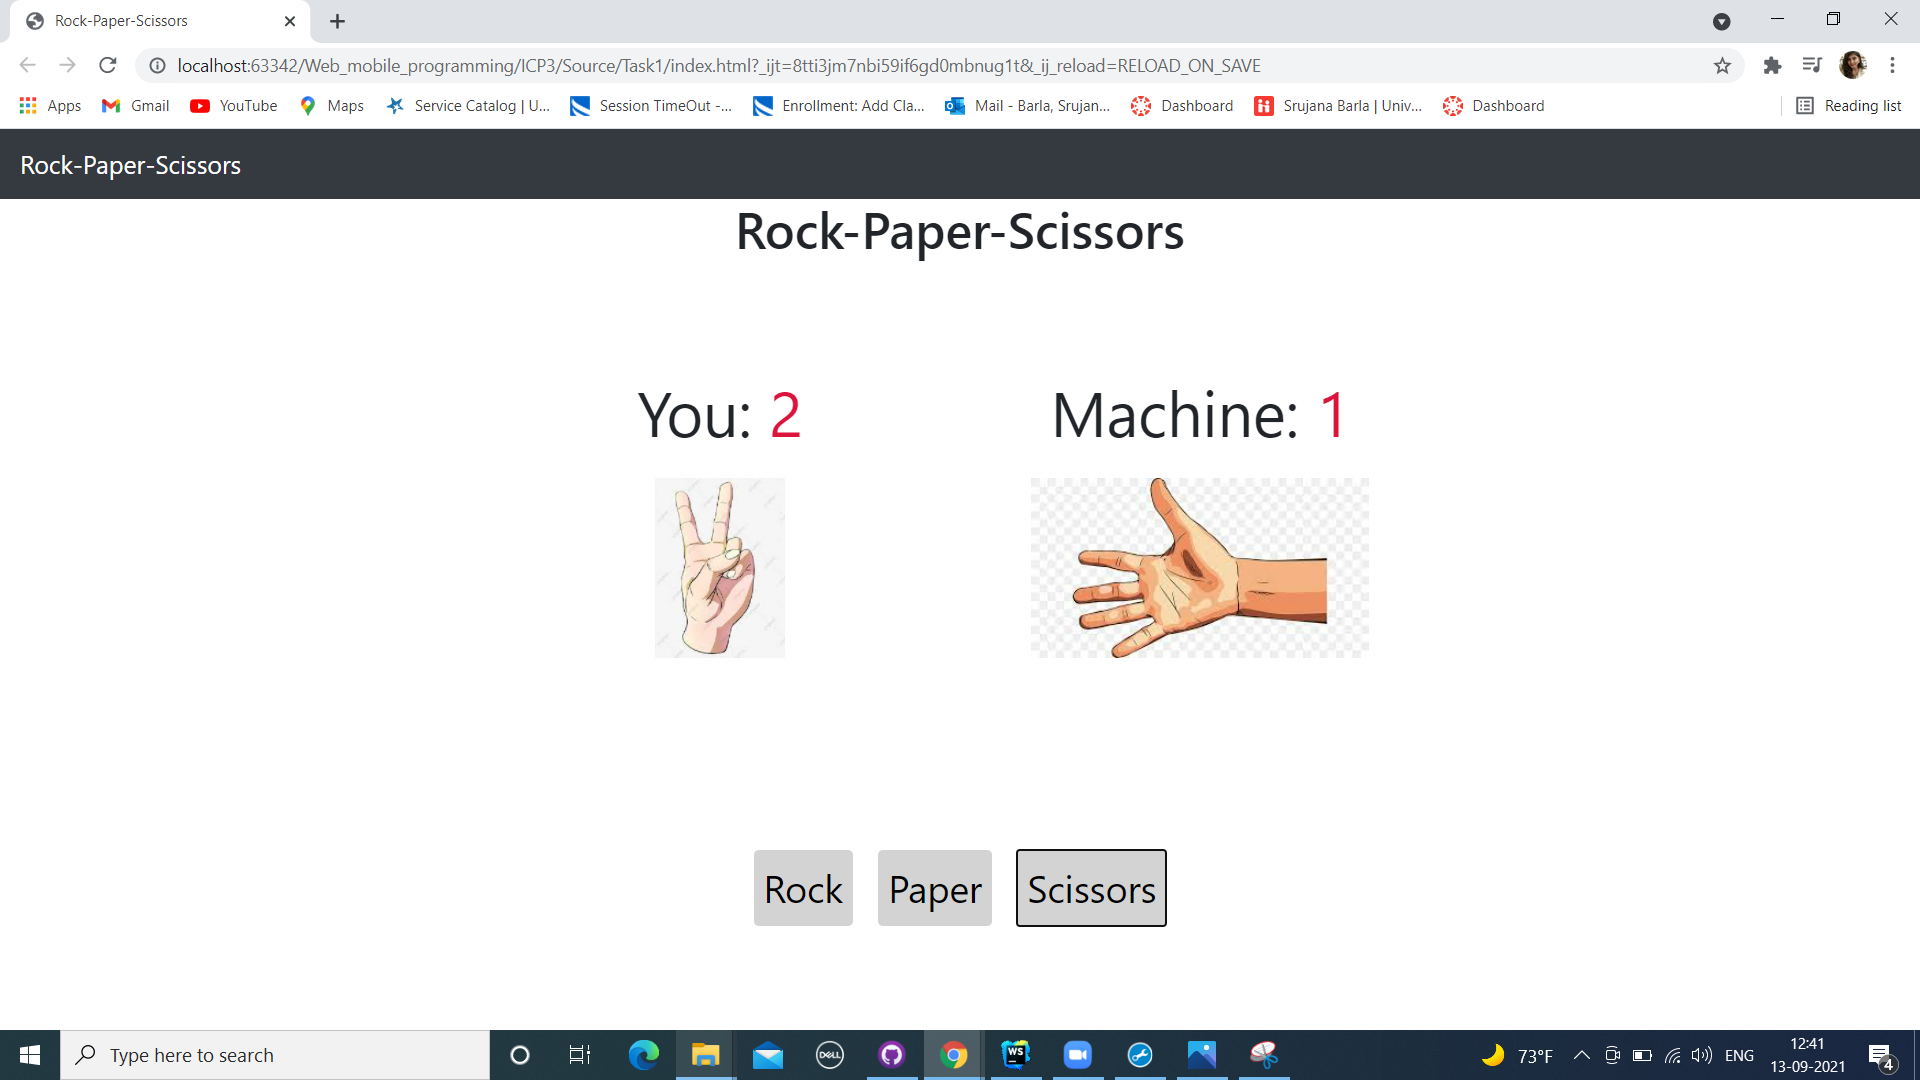 Rock-Paper-Scissors
localhost:63342/Web_mobile_programming/ICP3/Source/Task1/index.html?_ijt=8tti3jm7nbi59if6gd0mbnug1t&_ij_reload=RELOAD_ON_SAVE
Apps Gmail YouTube Maps Service Catalog | U... Session TimeOut -... Enrollment: Add Cla... Mail - Barla, Srujan... Dashboard Srujana Barla | Univ... Dashboard Reading list
Rock-Paper-Scissors
Rock-Paper-Scissors
You: 2 Machine: 1
Rock Paper Scissors
Type here to search DELL WS 73°F ENG 12:41
13-09-2021 4